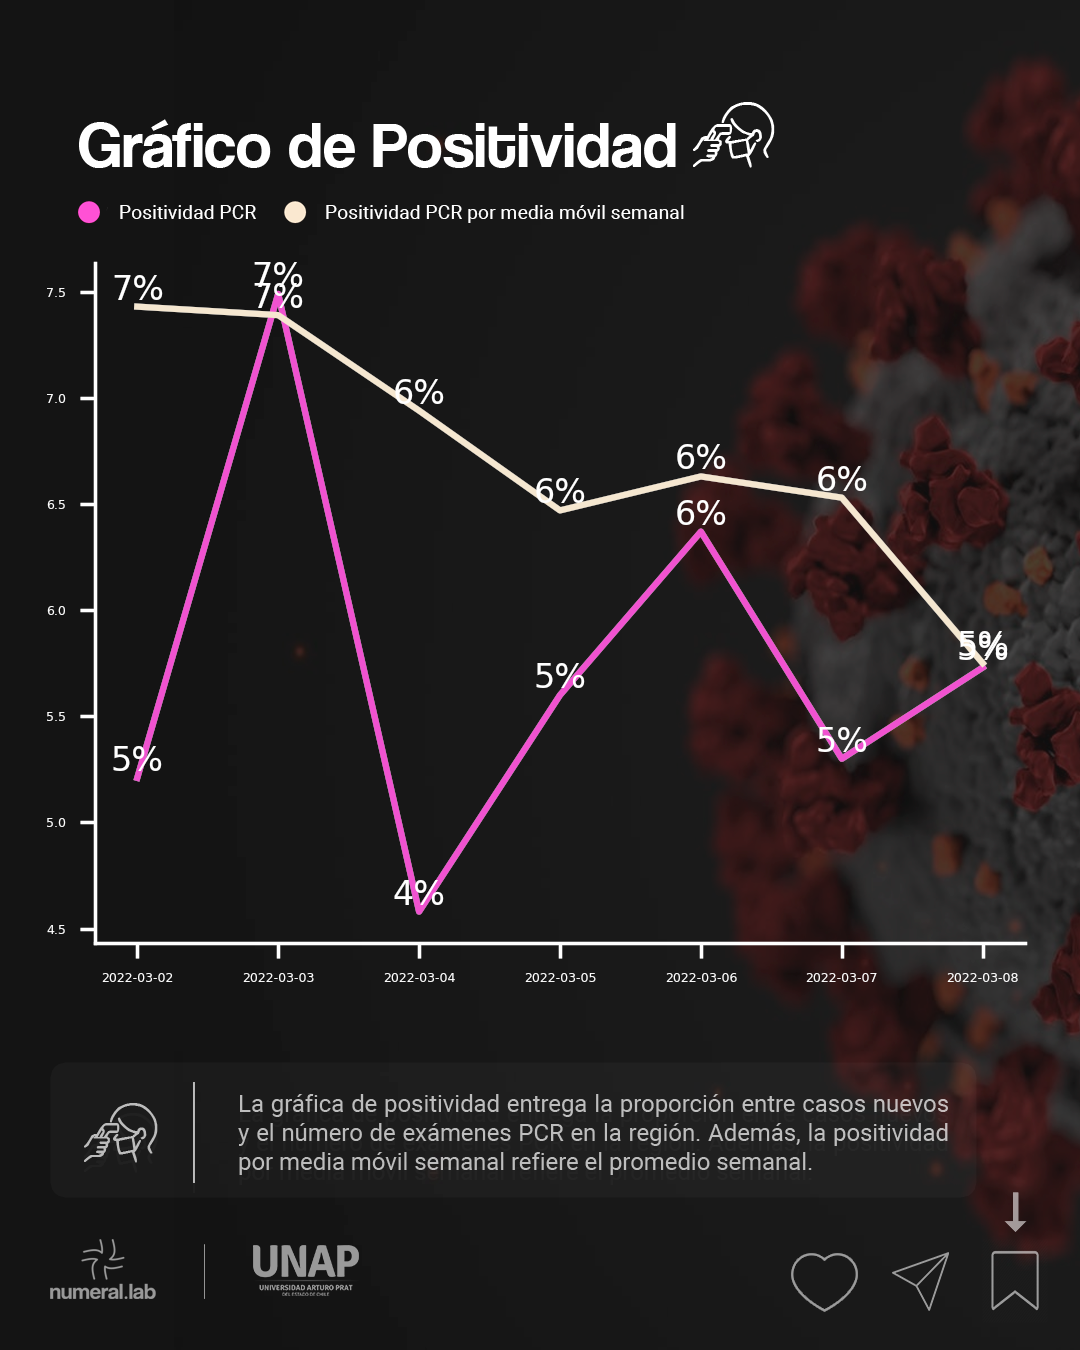 Gráfico de Positividad
Positividad PCR
Positividad PCR por media móvil semanal
7.5
7.0
6.5
6.0
5.5
5.0
4.5
7%
7%
7%
6%
6%
6%
6%
6%
5%
5%
5%
5%
5%
4%
2022-03-02
2022-03-03
2022-03-04
2022-03-05
2022-03-06
2022-03-07
2022-03-08
La gráfica de positividad entrega la proporción entre casos nuevos
y el número de exámenes PCR en la región. Además, la positividad
por media móvil semanal refiere el promedio semanal.
numeral.lab
UNAP
UNIVERSIDAD ARTURO PRAT
DEL ESTADO DE CHILE